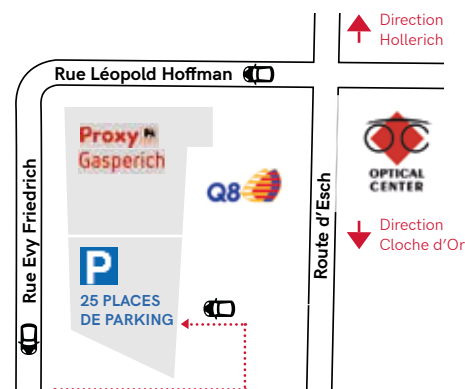 Direction
Hollerich
Rue Léopold Hoffman
Proxy
Gasperich
Q8
OPTICAL
CENTER
Rue Evy Friedrich
Route d'Esch
Direction
Cloche d'Or
P
25 PLACES
DE PARKING